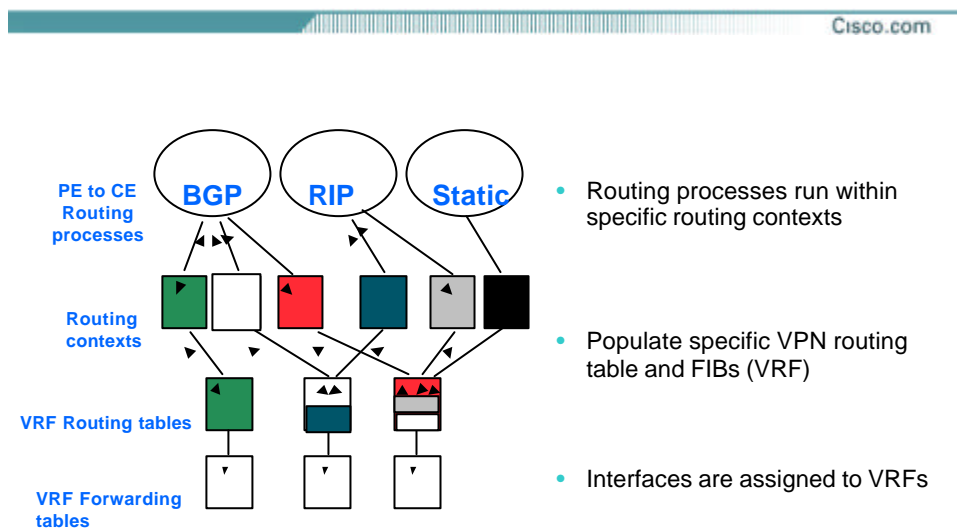 Cisco.com
BGP
RIP
Static
PE to CE
Routing
processes
Routing
contexts
VRF Routing tables
VRF Forwarding
tables
• Routing processes run within
specific routing contexts
• Populate specific VPN routing
table and FIBs (VRF)
• Interfaces are assigned to VRFs